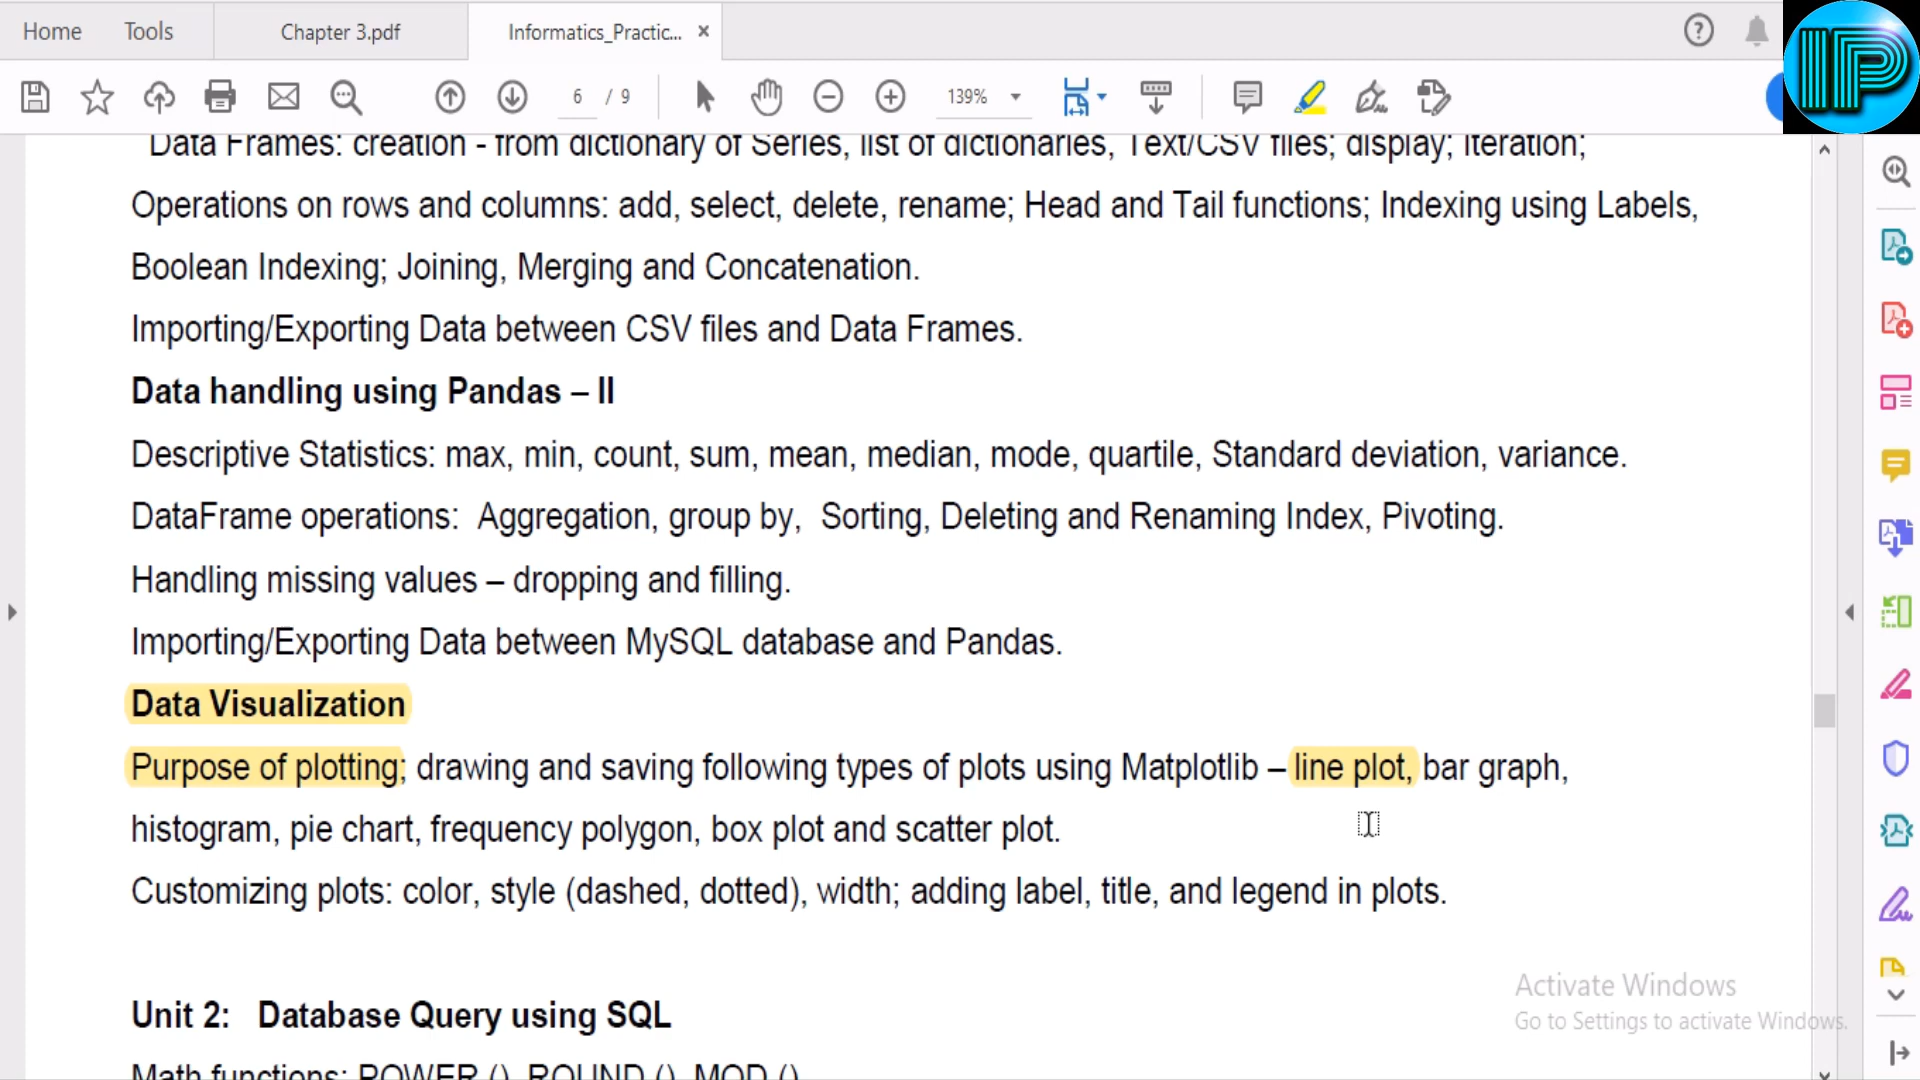 Home Tools Chapter 3.pdf Informatics_Practic... ×
IP
6 / 9 139%
Data Frames: creation - from dictionary of Series, list of dictionaries, Text/CSV files; display; iteration;
Operations on rows and columns: add, select, delete, rename; Head and Tail functions; Indexing using Labels,
Boolean Indexing; Joining, Merging and Concatenation.
Importing/Exporting Data between CSV files and Data Frames.
Data handling using Pandas – II
Descriptive Statistics: max, min, count, sum, mean, median, mode, quartile, Standard deviation, variance.
DataFrame operations: Aggregation, group by, Sorting, Deleting and Renaming Index, Pivoting.
Handling missing values – dropping and filling.
Importing/Exporting Data between MySQL database and Pandas.
Data Visualization
Purpose of plotting; drawing and saving following types of plots using Matplotlib – line plot, bar graph,
histogram, pie chart, frequency polygon, box plot and scatter plot.
Customizing plots: color, style (dashed, dotted), width; adding label, title, and legend in plots.
Activate Windows
Go to Settings to activate Windows.
Unit 2: Database Query using SQL
Math functions: POWER (), ROUND (), MOD ()